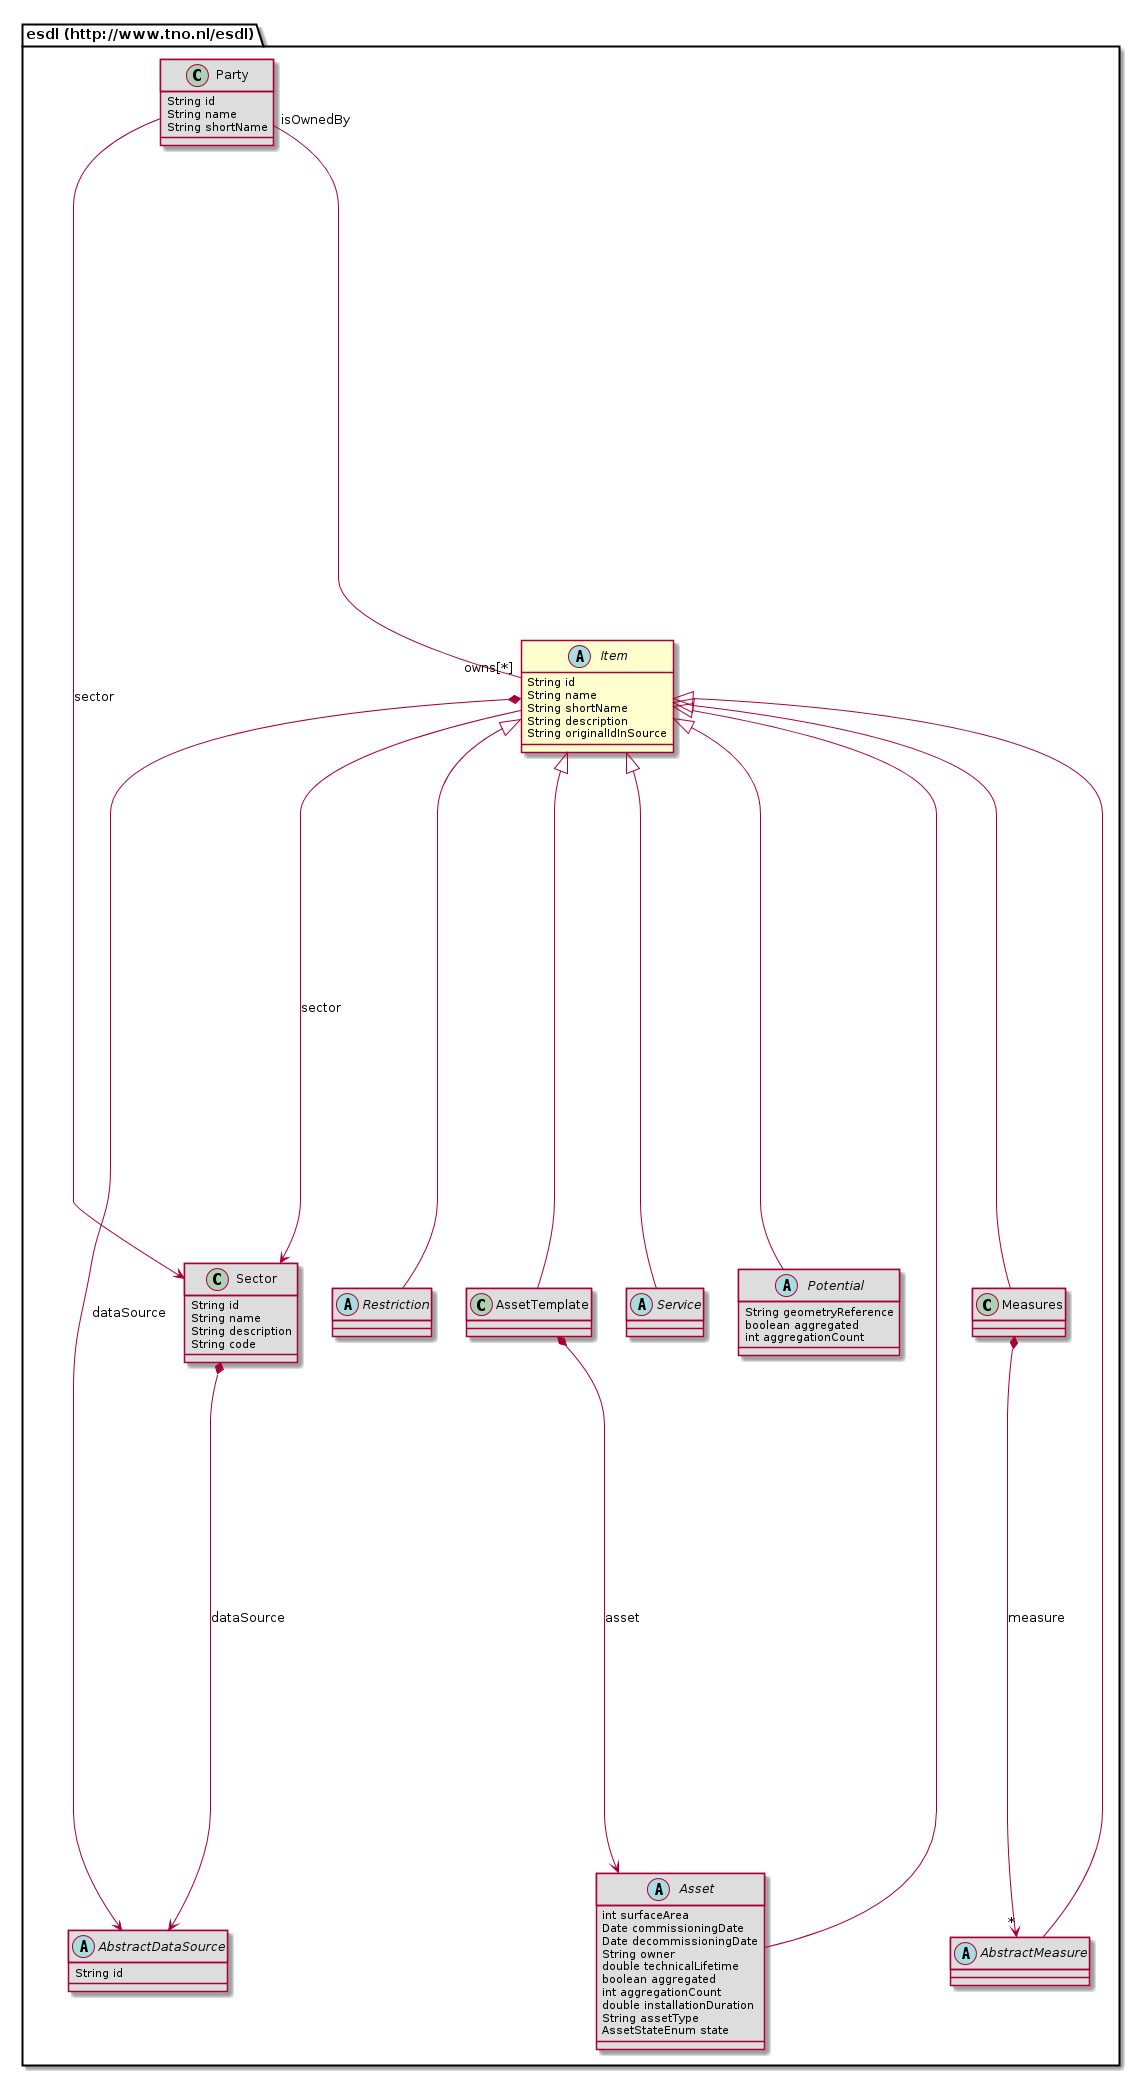 esdl (http://www.tno.nl/esdl)
C Party
String id
String name
String shortName
isOwnedBy
owns[*]
A Item
String id
String name
String shortName
String description
String originalIdInSource
sector
sector
C Sector
String id
String name
String description
String code
A Restriction
C AssetTemplate
A Service
A Potential
String geometryReference
boolean aggregated
int aggregationCount
C Measures
dataSource
dataSource
asset
measure
*
A AbstractDataSource
String id
A Asset
int surfaceArea
Date commissioningDate
Date decommissioningDate
String owner
double technicalLifetime
boolean aggregated
int aggregationCount
double installationDuration
String assetType
AssetStateEnum state
A AbstractMeasure